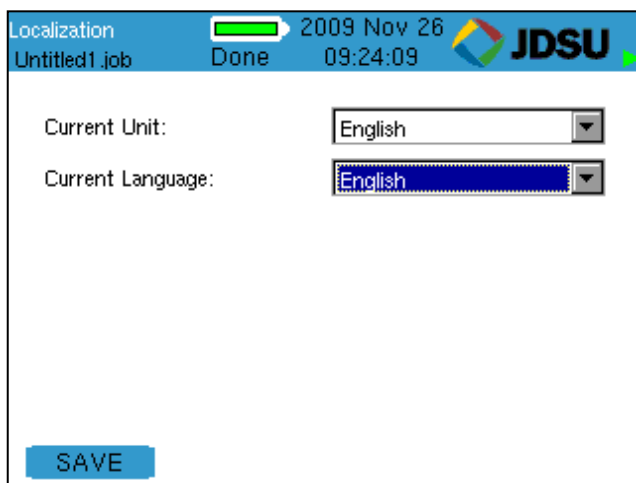 Localization
2009 Nov 26
JDSU
Untitled1.job
Done
09:24:09
Current Unit:
English
Current Language:
English
SAVE